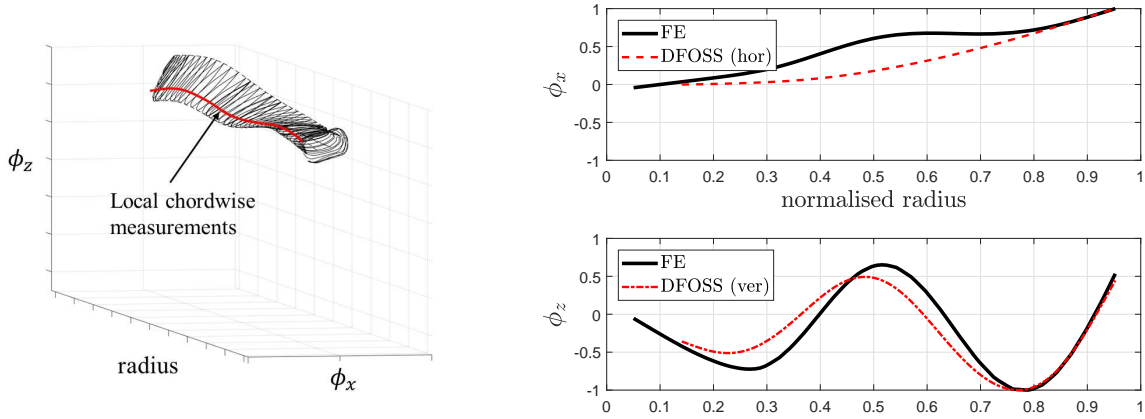 ϕz
Local chordwise
measurements
radius
ϕx
ϕx
1
0.5
0
-0.5
-1
FE
DFOSS (hor)
0 0.1 0.2 0.3 0.4 0.5 0.6 0.7 0.8 0.9 1
normalised radius
ϕz
1
0.5
0
-0.5
-1
FE
DFOSS (ver)
0 0.1 0.2 0.3 0.4 0.5 0.6 0.7 0.8 0.9 1